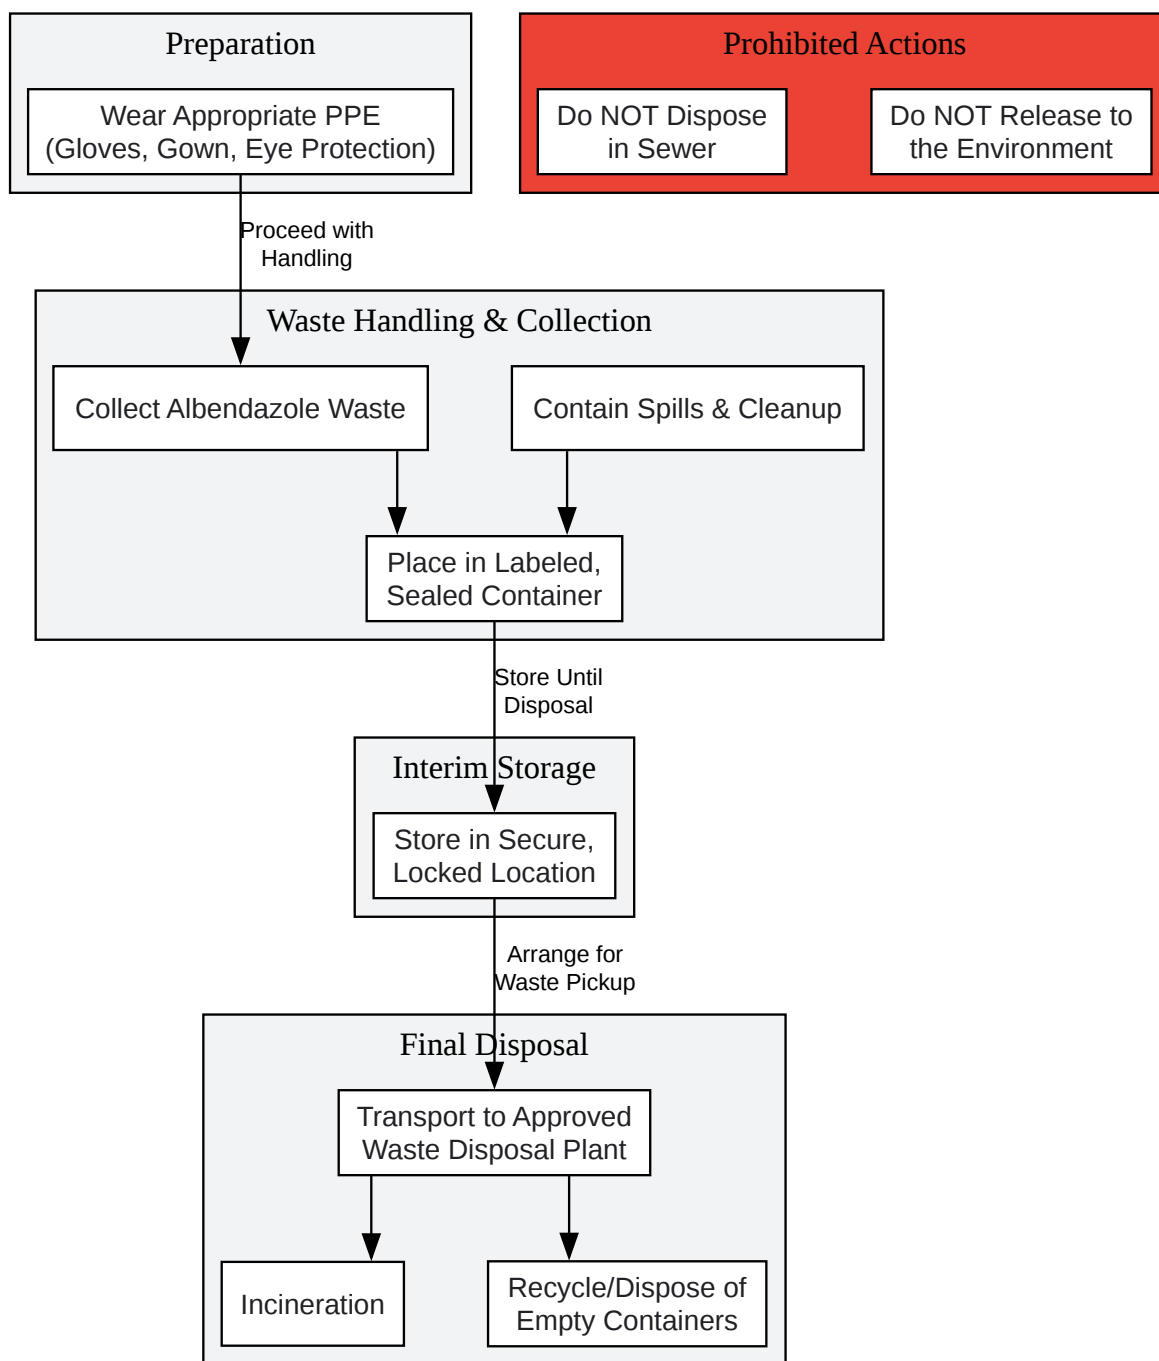 Preparation
Wear Appropriate PPE
(Gloves, Gown, Eye Protection)
Prohibited Actions
Do NOT Dispose
in Sewer
Do NOT Release to
the Environment
Proceed with
Handling
Waste Handling & Collection
Collect Albendazole Waste
Contain Spills & Cleanup
Place in Labeled,
Sealed Container
Store Until
Disposal
Interim Storage
Store in Secure,
Locked Location
Arrange for
Waste Pickup
Final Disposal
Transport to Approved
Waste Disposal Plant
Incineration
Recycle/Dispose of
Empty Containers